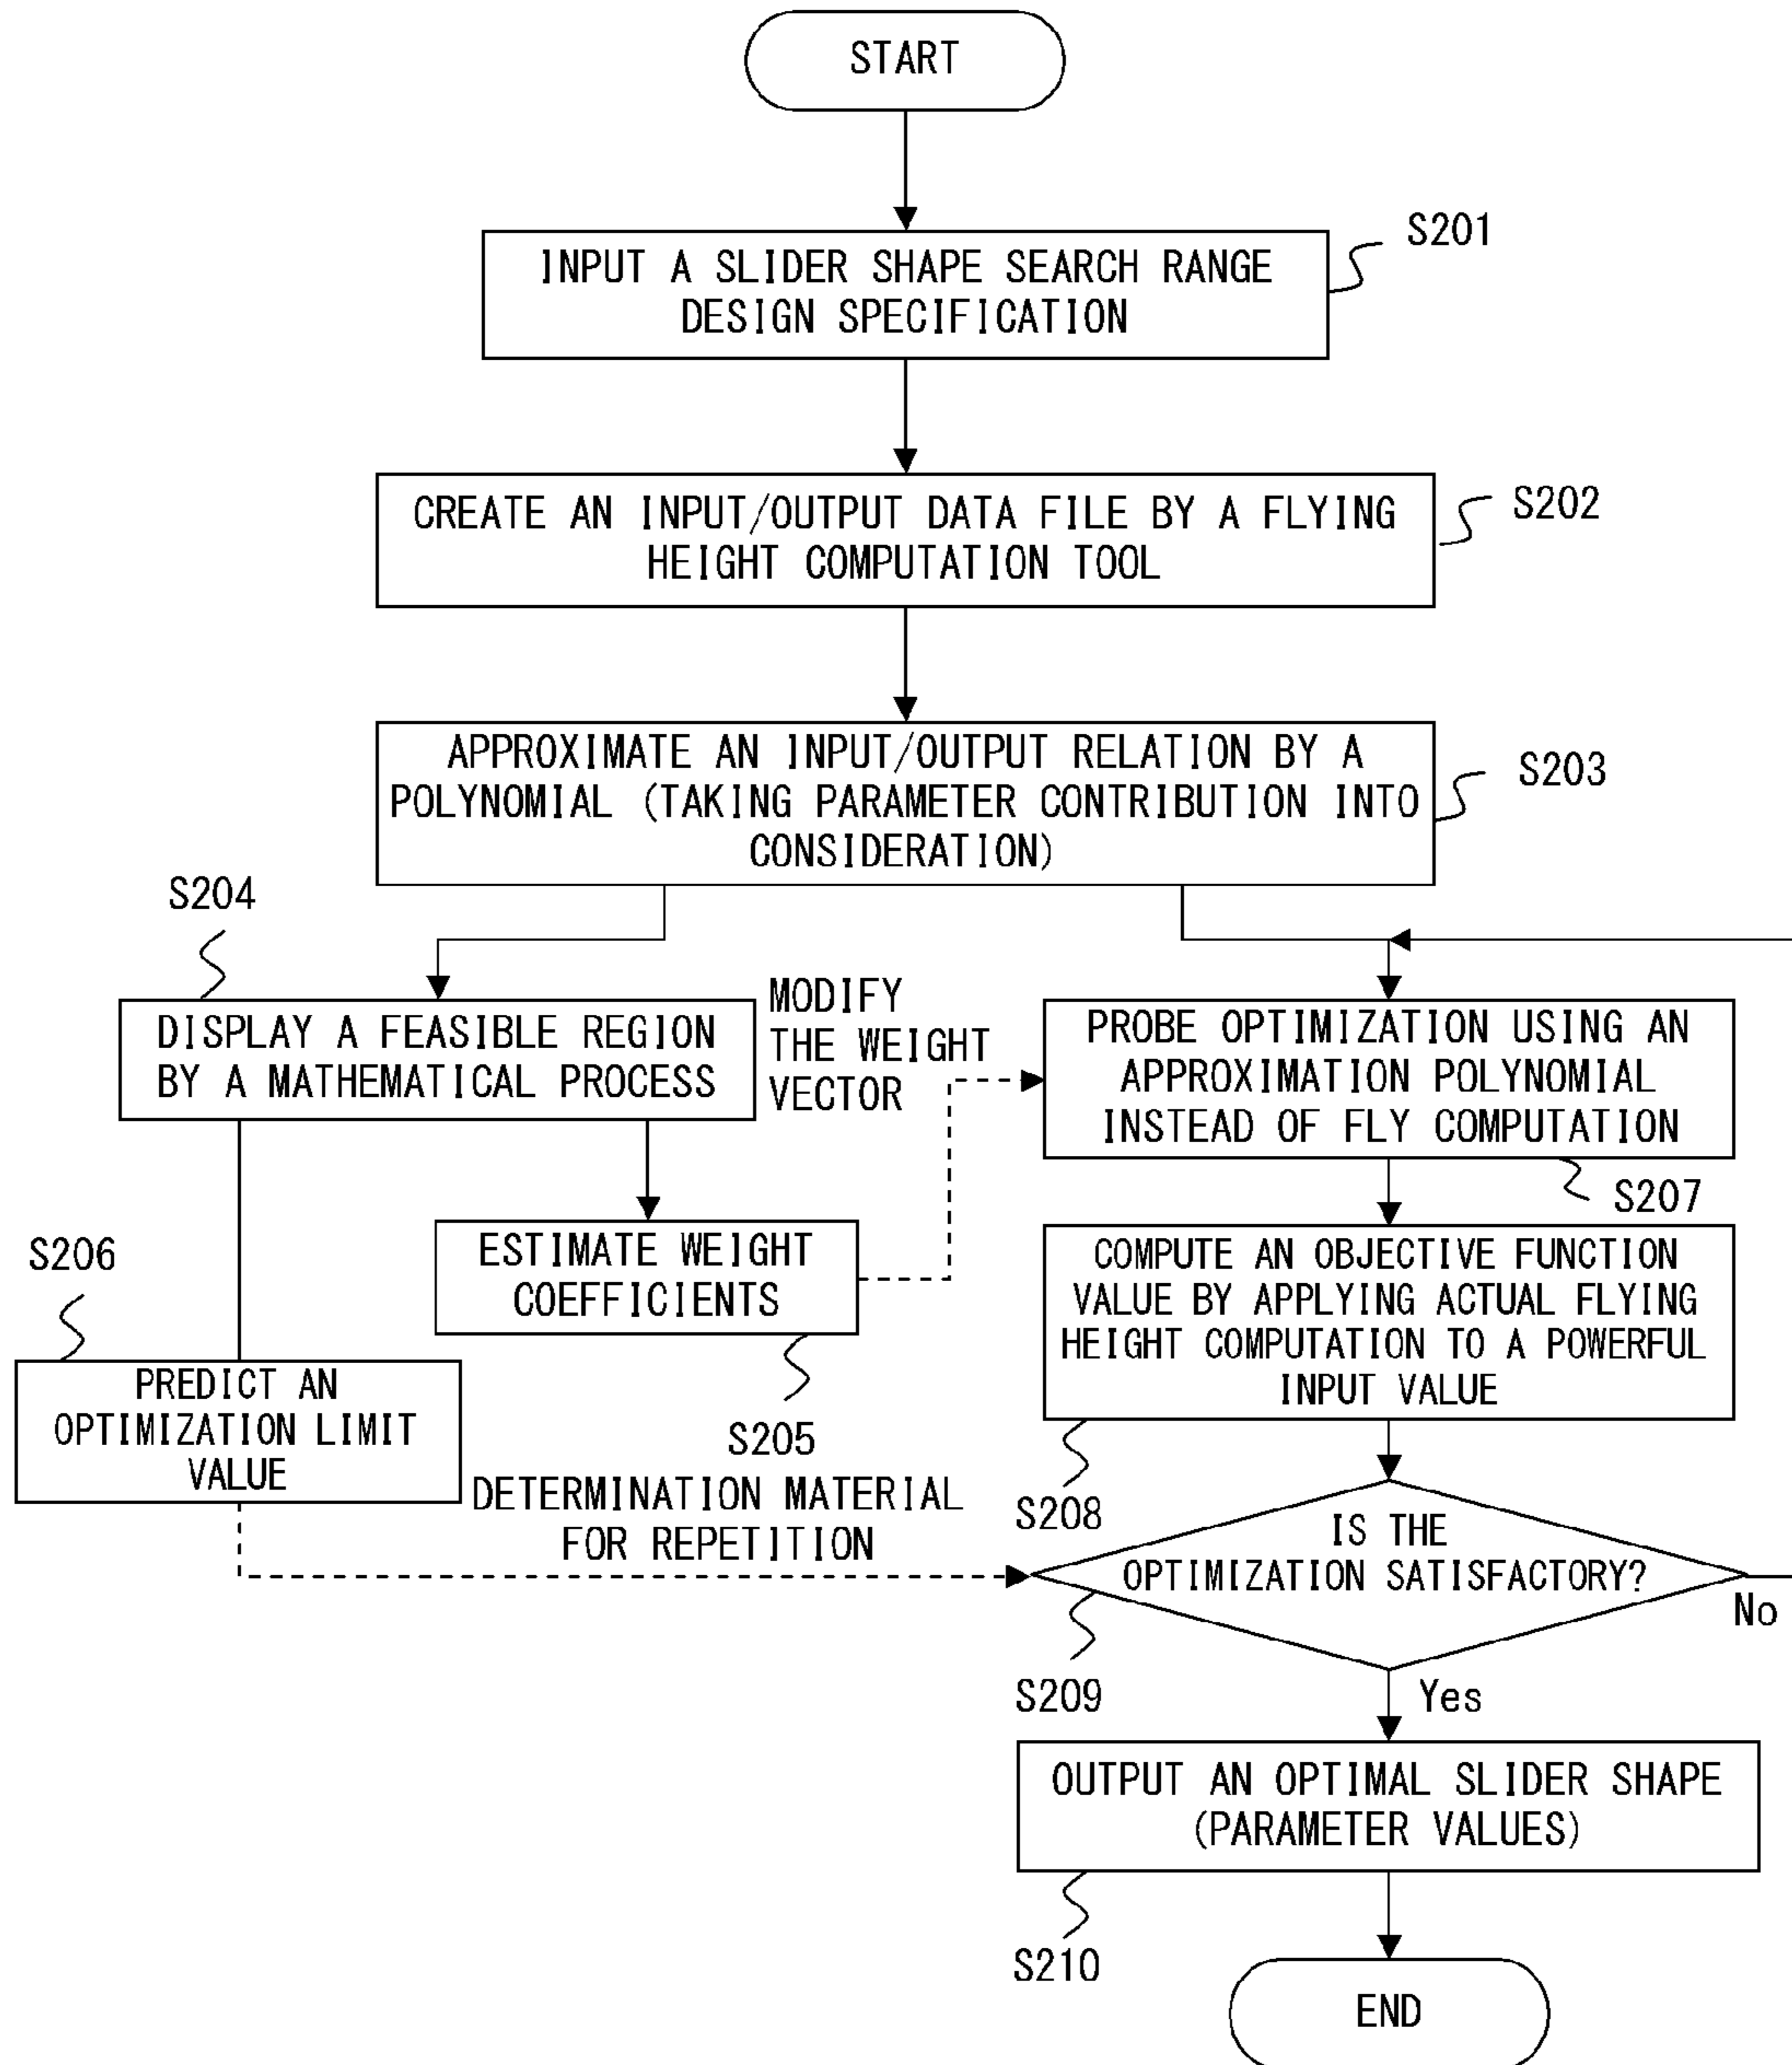 START
S201
INPUT A SLIDER SHAPE SEARCH RANGE
DESIGN SPECIFICATION
S202
CREATE AN INPUT/OUTPUT DATA FILE BY A FLYING
HEIGHT COMPUTATION TOOL
S203
APPROXIMATE AN INPUT/OUTPUT RELATION BY A
POLYNOMIAL (TAKING PARAMETER CONTRIBUTION INTO
CONSIDERATION)
S204
DISPLAY A FEASIBLE REGION
BY A MATHEMATICAL PROCESS
MODIFY
THE WEIGHT
VECTOR
PROBE OPTIMIZATION USING AN
APPROXIMATION POLYNOMIAL
INSTEAD OF FLY COMPUTATION
S207
S206
ESTIMATE WEIGHT
COEFFICIENTS
S205
COMPUTE AN OBJECTIVE FUNCTION
VALUE BY APPLYING ACTUAL FLYING
HEIGHT COMPUTATION TO A POWERFUL
INPUT VALUE
S208
PREDICT AN
OPTIMIZATION LIMIT
VALUE
DETERMINATION MATERIAL
FOR REPETITION
IS THE
OPTIMIZATION SATISFACTORY?
No
S209
Yes
OUTPUT AN OPTIMAL SLIDER SHAPE
(PARAMETER VALUES)
S210
END